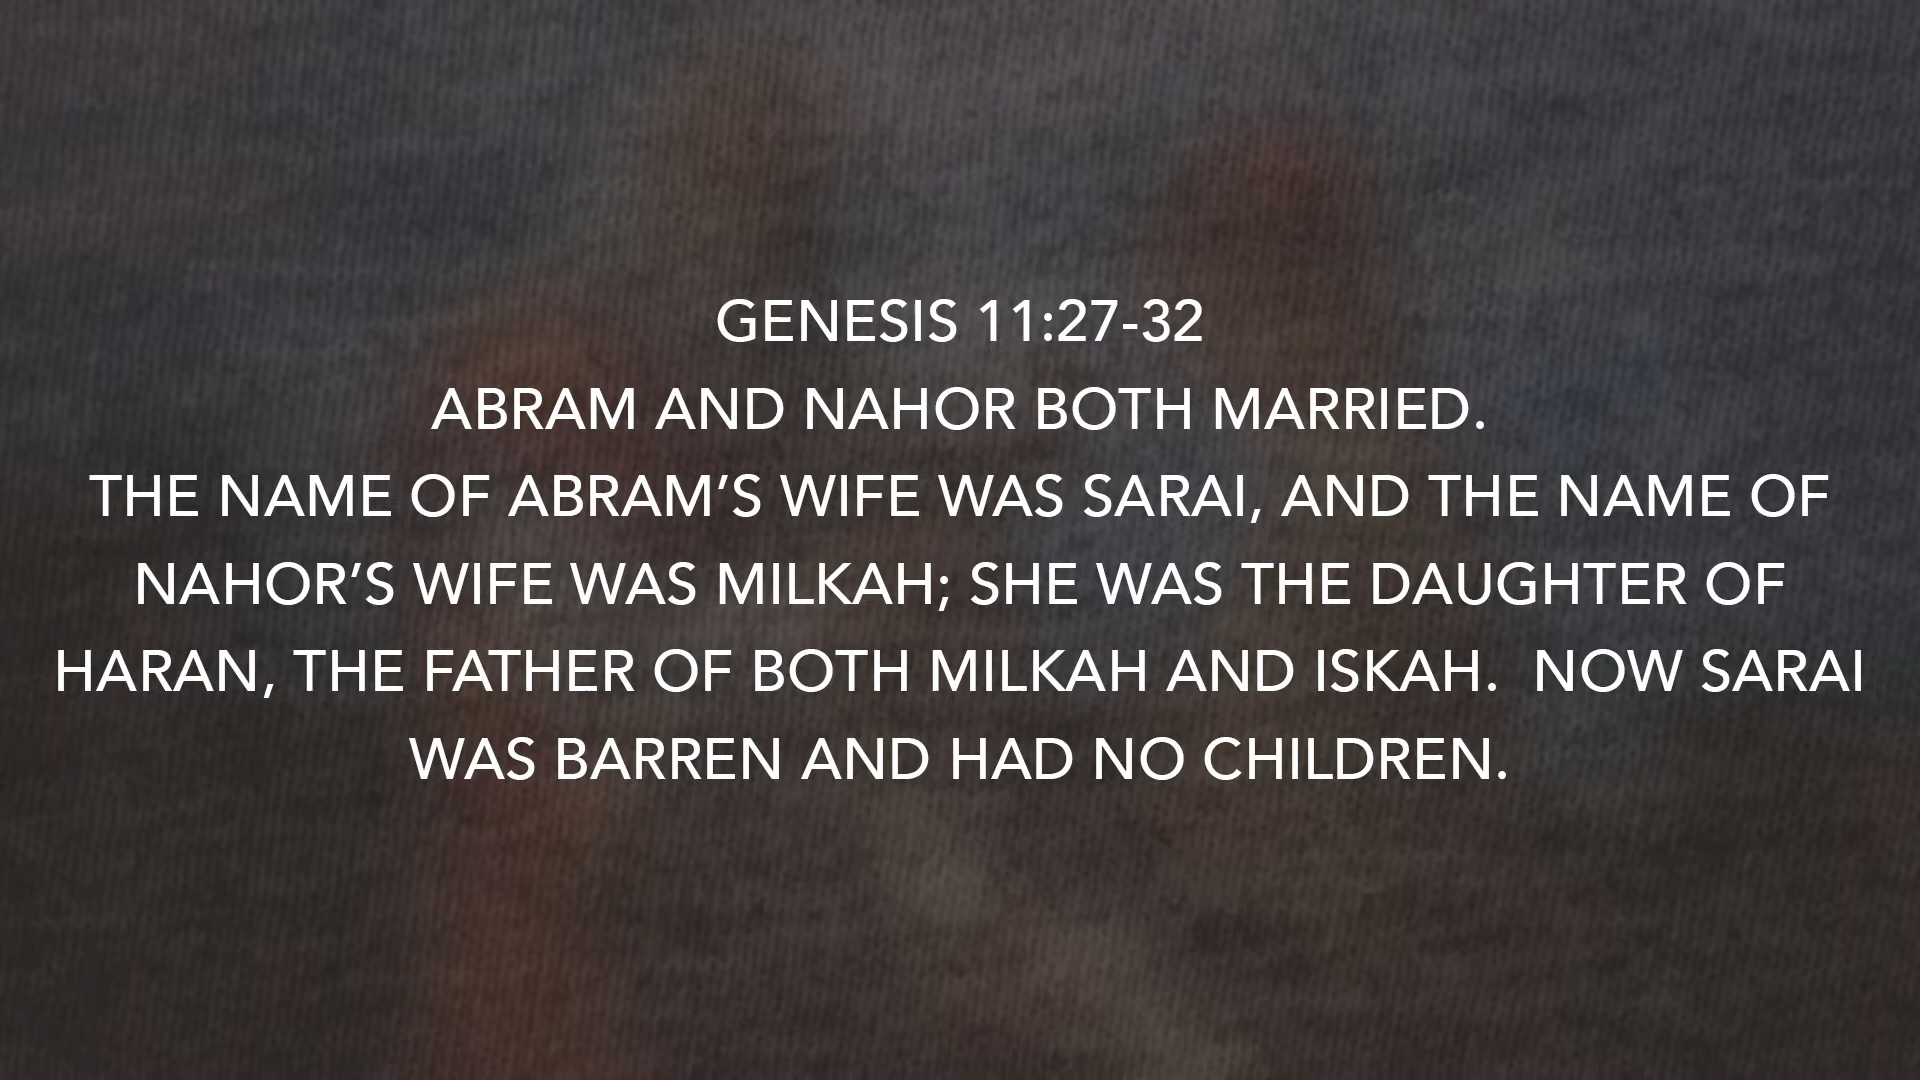 GENESIS 11:27-32
ABRAM AND NAHOR BOTH MARRIED.
THE NAME OF ABRAM’S WIFE WAS SARAI, AND THE NAME OF
NAHOR’S WIFE WAS MILKAH; SHE WAS THE DAUGHTER OF
HARAN, THE FATHER OF BOTH MILKAH AND ISKAH.  NOW SARAI
WAS BARREN AND HAD NO CHILDREN.